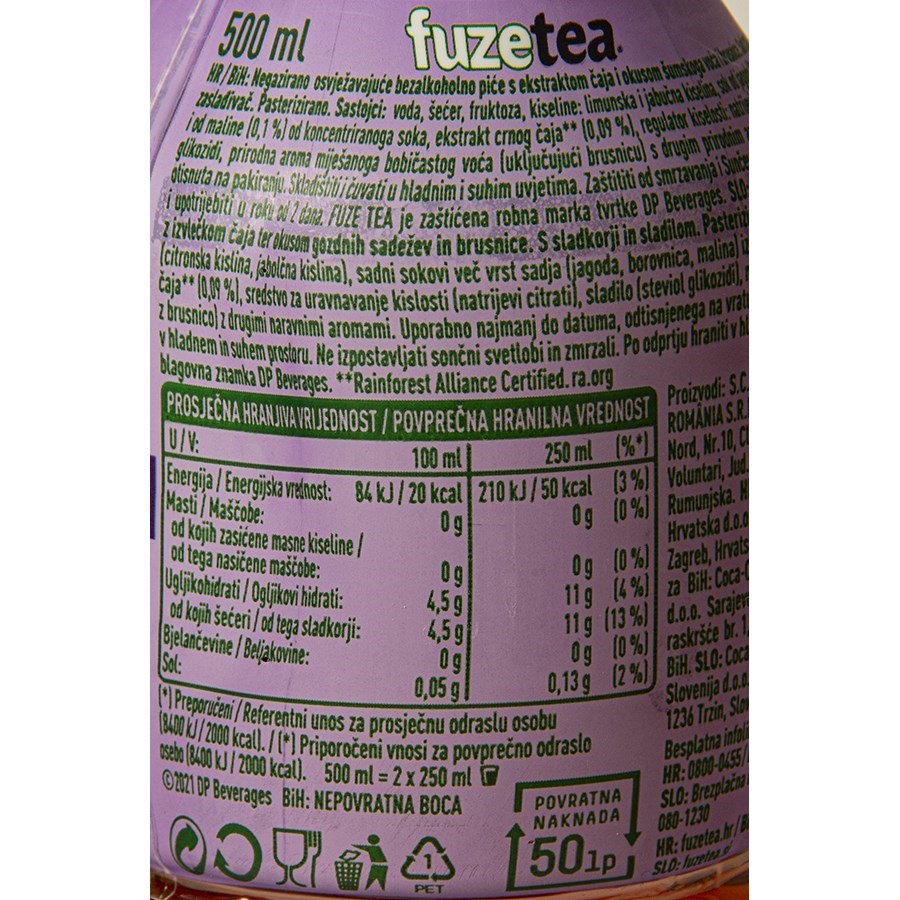 500 ml
fuzetea
HR/BiH: Negazirano osvježavajuće bezalkoholno piće s ekstraktom čaja i okusom šumskoga voća
zaslađivač. Pasterizirano. Sastojci: voda, šećer, fruktoza, kiseline: limunska i jabučna kiselina,
i od maline (0,1 %) od koncentriranoga soka, ekstrakt crnog čaja** (0,09 %), regulator kiselosti:
glikozidi, prirodna aroma miješanoga bobičastog voća (uključujući brusnicu) s drugim prirodnim
otisnuta na pakiranju. Skladištiti i čuvati u hladnim i suhim uvjetima. Zaštititi od smrzavanja i
i upotrijebiti u roku od 2 dana. FUZE TEA je zaštićena robna marka tvrtke DP Beverages. SLO:
z izvlečkom čaja ter okusom gozdnih sadežev in brusnice. S sladkorji in sladilom.
(citronska kislina, jabolčna kislina), sadni sokovi več vrst sadja (jagoda, borovnica, malina)
čaja** (0,09 %), sredstvo za uravnavanje kislosti (natrijevi citrati), sladilo (steviol glikozidi),
z brusnico) z drugimi naravnimi aromami. Uporabno najmanj do datuma, odtisnjenega na
v hladnem in suhem prostoru. Ne izpostavljati sončni svetlobi in zmrzali. Po odprtju hraniti v
blagovna znamka DP Beverages. **Rainforest Alliance Certified. ra.org
PROSJEČNA HRANJIVA VRIJEDNOST / POVPREČNA HRANILNA VREDNOST
U/V: 100 ml 250 ml (%*)
Energija / Energijska vrednost: 84 kJ / 20 kcal 210 kJ / 50 kcal (3 %)
Masti / Maščobe: 0 g 0 g (0 %)
od kojih zasićene masne kiseline /
od tega nasičene maščobe: 0 g 0 g (0 %)
Ugljikohidrati / Ogljikovi hidrati: 4,5 g 11 g (4 %)
od kojih šećeri / od tega sladkorji: 4,5 g 11 g (13 %)
Bjelančevine / Beljakovine: 0 g 0 g (0 %)
Sol: 0,05 g 0,13 g (2 %)
(*) Preporučeni / Referentni unos za prosječnu odraslu osobu
(8400 kJ / 2000 kcal). / (*) Priporočeni vnosi za povprečno odraslo
osebo (8400 kJ / 2000 kcal). 500 ml = 2 x 250 ml
©2021 DP Beverages BiH: NEPOVRATNA BOCA
Proizvodi: S.C.
ROMÂNIA S.R.
Nord, Nr.10,
Voluntari, Jud.
Rumunjska.
Hrvatska d.o.o
Zagreb,
za BiH: Coca-
d.o.o. Sarajev
raskršće br. 1,
BiH. SLO: Coca
Slovenija d.o.o.
1236 Trzin,
Besplatna
HR: 0800-0455/
SLO: Brezplačna
080-1230
HR: fuzetea.hr /
SLO: fuzetea.si
POVRATNA
NAKNADA
50 lp
1
PET